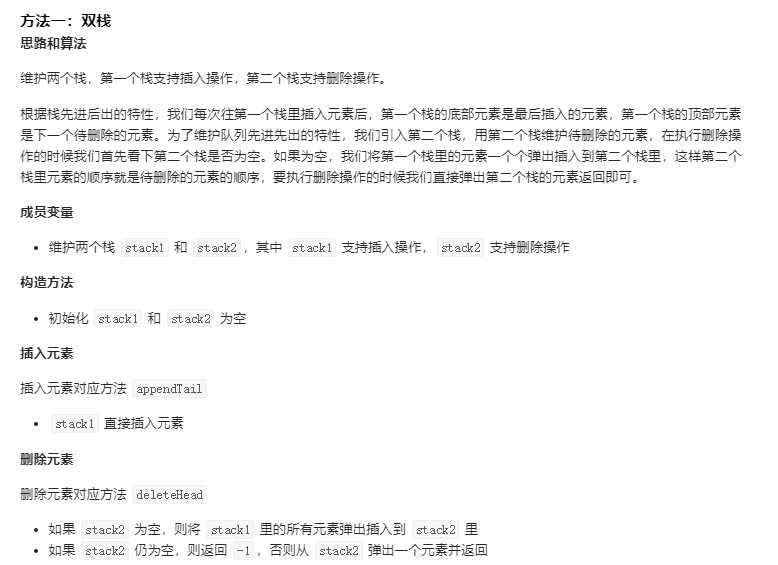 方法一：双栈
思路和算法
维护两个栈，第一个栈支持插入操作，第二个栈支持删除操作。
根据栈先进后出的特性，我们每次往第一个栈里插入元素后，第一个栈的底部元素是最后插入的元素，第一个栈的顶部元素
是下一个待删除的元素。为了维护队列先进先出的特性，我们引入第二个栈，用第二个栈维护待删除的元素，在执行删除操
作的时候我们首先看下第二个栈是否为空。如果为空，我们将第一个栈里的元素一个个弹出插入到第二个栈里，这样第二个
栈里元素的顺序就是待删除的元素的顺序，要执行删除操作的时候我们直接弹出第二个栈的元素返回即可。
成员变量
• 维护两个栈 stack1 和 stack2，其中 stack1 支持插入操作，stack2 支持删除操作
构造方法
• 初始化 stack1 和 stack2 为空
插入元素
插入元素对应方法 appendTail
• stack1 直接插入元素
删除元素
删除元素对应方法 deleteHead
• 如果 stack2 为空，则将 stack1 里的所有元素弹出插入到 stack2 里
• 如果 stack2 仍为空，则返回 -1，否则从 stack2 弹出一个元素并返回